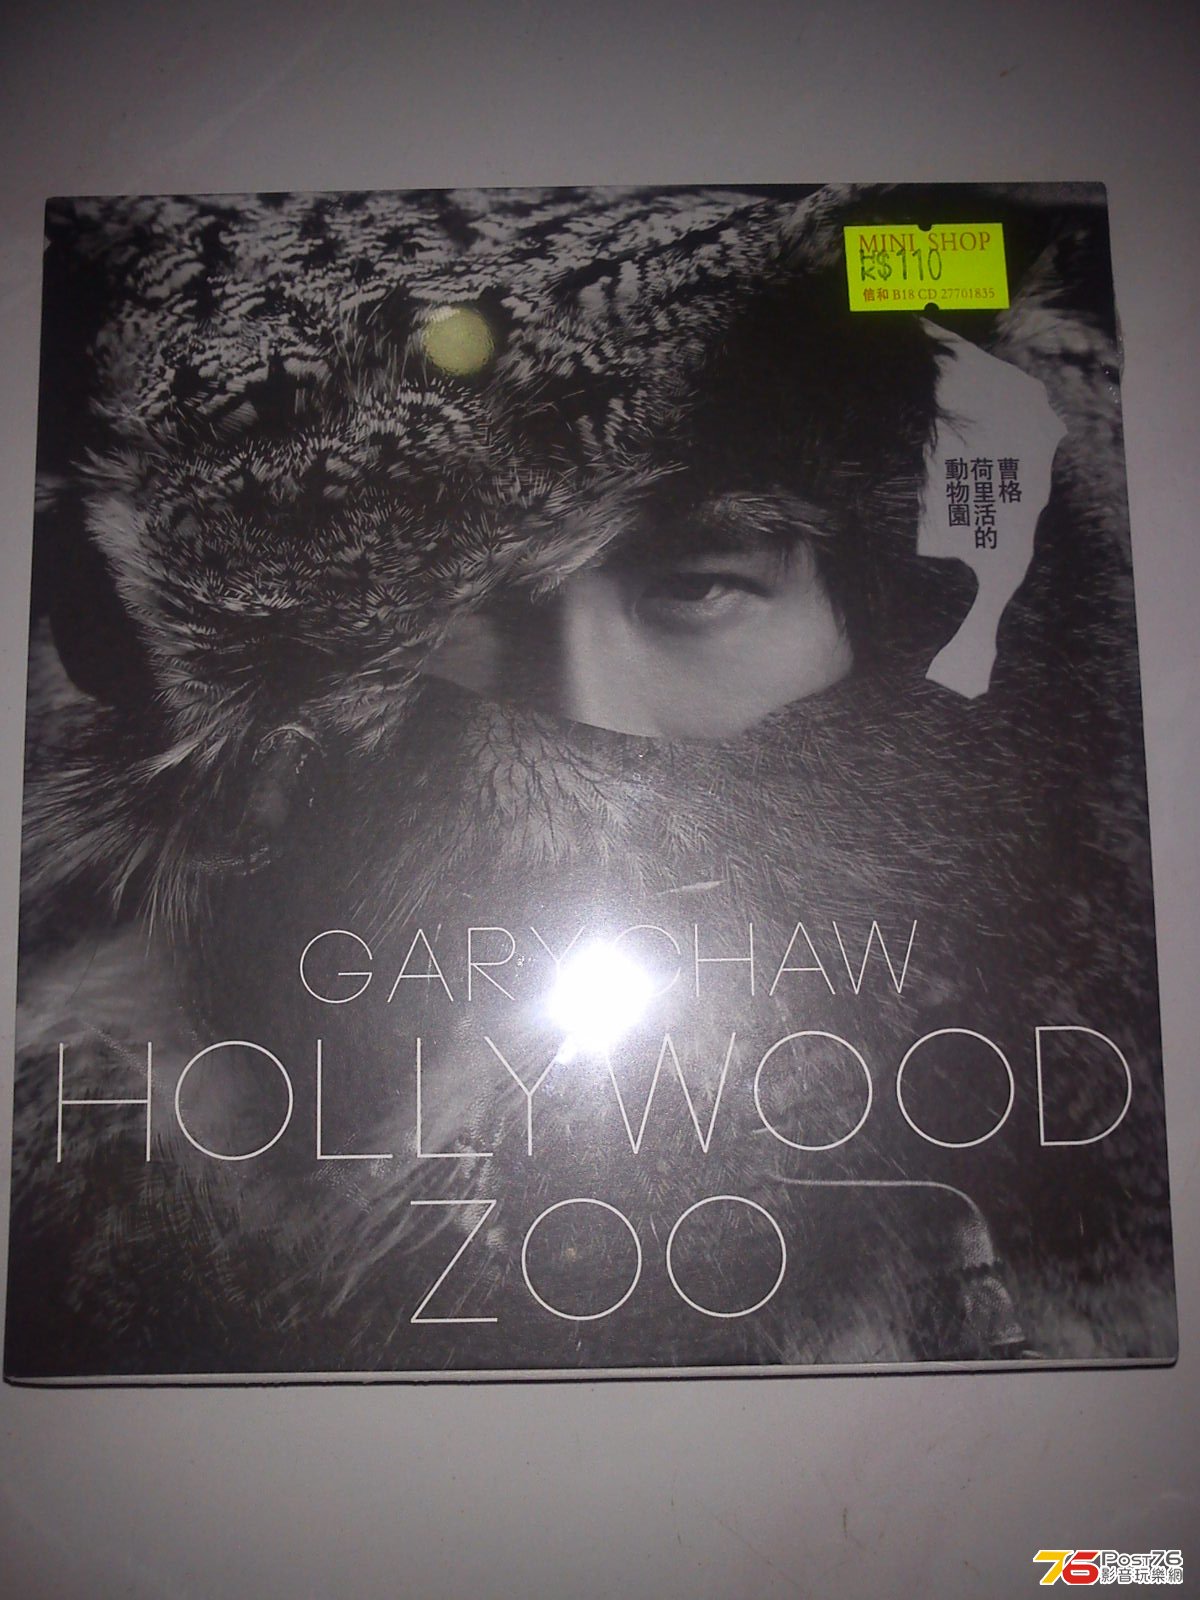 MINI SHOP
HK$110
信和 B18 CD 27701835
曹格
荷里活的
動物園
GARY CHAW
HOLLYWOOD
ZOO
76 POST76
影音玩樂網